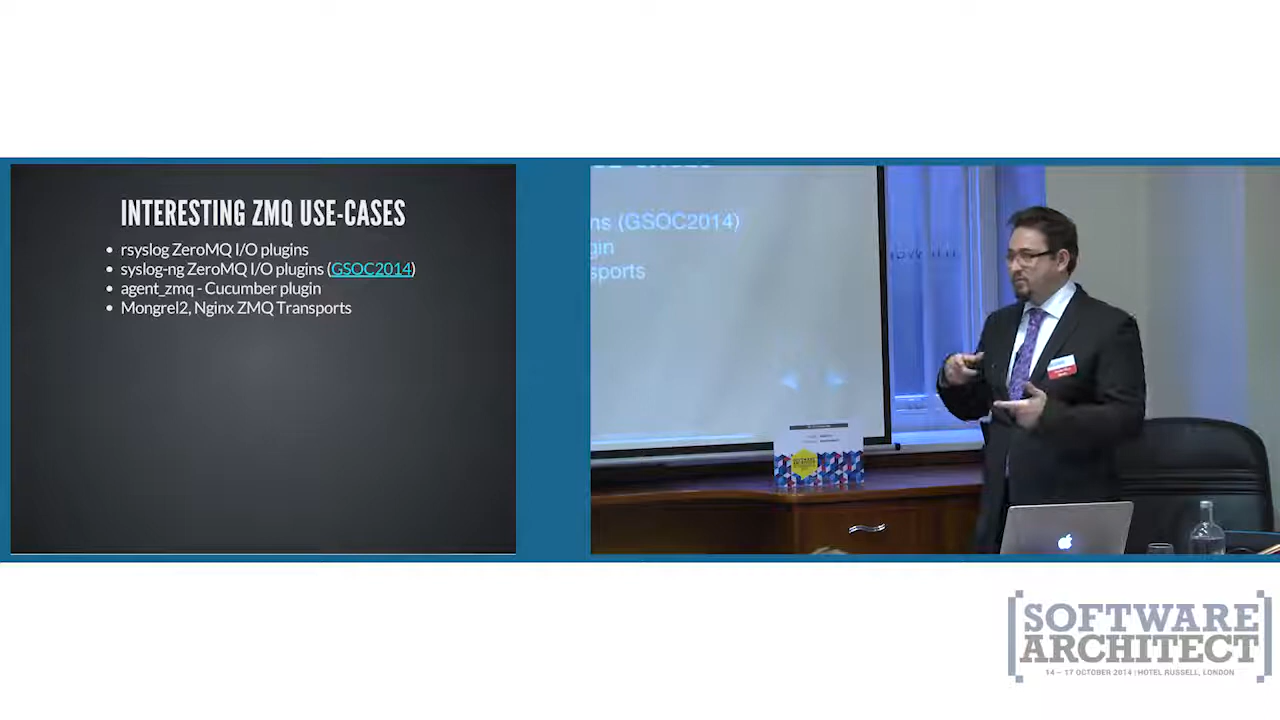 INTERESTING ZMQ USE-CASES
rsyslog ZeroMQ I/O plugins
syslog-ng ZeroMQ I/O plugins (GSOC2014)
agent_zmq - Cucumber plugin
Mongrel2, Nginx ZMQ Transports
ns (GSOC2014)
gin
sports
SOFTWARE
ARCHITECT
14 – 17 OCTOBER 2014 | HOTEL RUSSELL, LONDON